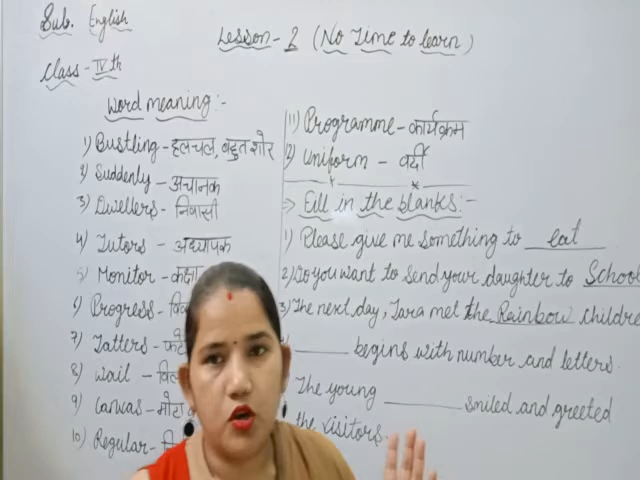 Sub. English
Lesson-2 (No Time to learn)
Class - IVth
Word meaning:-
1) Bustling - हलचल, बहुत शोर
2) Suddenly - अचानक
3) Dwellers - निवासी
4) Tutors - अध्यापक
5) Monitor - कक्षा
6) Progress -
7) Tatters -
8) Wail -
9) Canvas - मोटा
10) Regular -
11) Programme - कार्यक्रम
12) Uniform - वर्दी
⇒ Fill in the blanks:-
1) Please give me something to eat
2) Do you want to send your daughter to School
3) The next day, Tara met the Rainbow childre
______ begins with number and letters.
The young ______ smiled and greeted
the visitors.